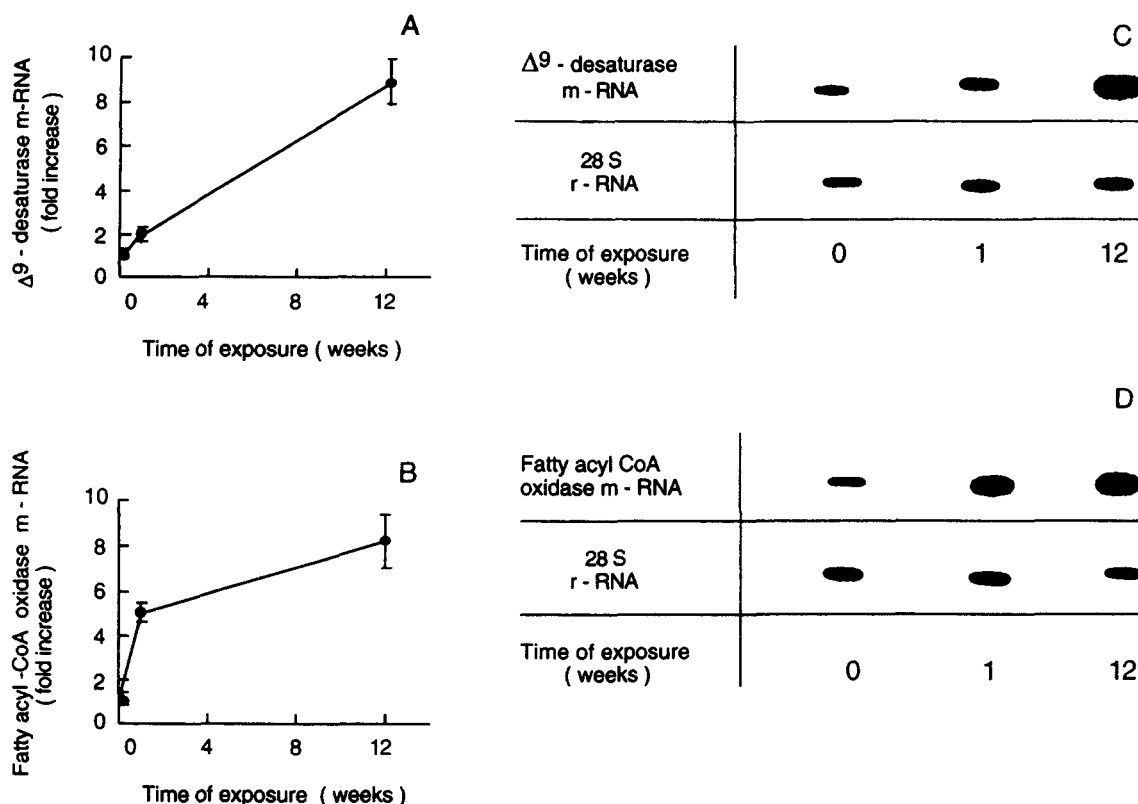 A
Δ9 - desaturase m-RNA
( fold increase )
10
8
6
4
2
0
0 4 8 12
Time of exposure ( weeks )
C
Δ9 - desaturase
m - RNA
28 S
r - RNA
Time of exposure
( weeks )
0 1 12
B
Fatty acyl -CoA oxidase m - RNA
( fold increase )
10
8
6
4
2
0
0 4 8 12
Time of exposure ( weeks )
D
Fatty acyl CoA
oxidase m - RNA
28 S
r - RNA
Time of exposure
( weeks )
0 1 12